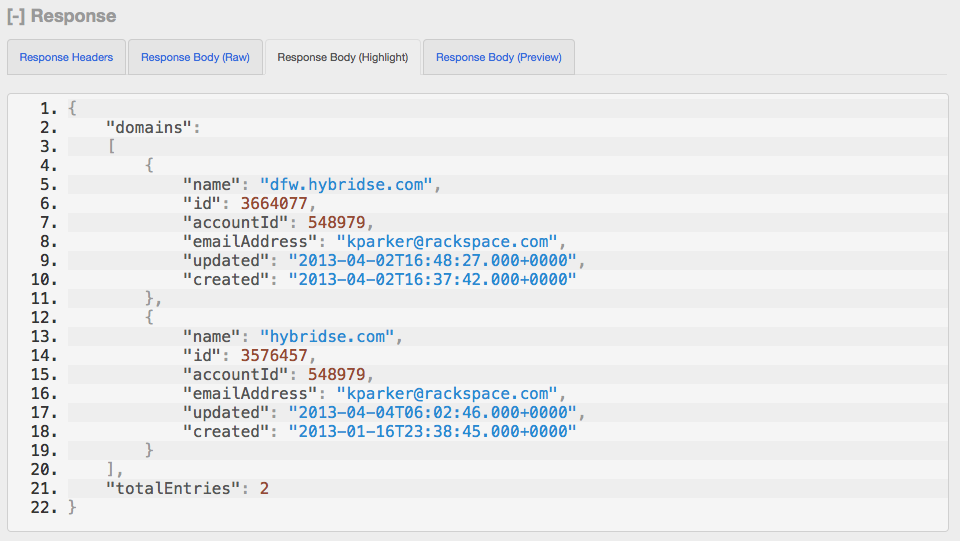 [-] Response
Response Headers
Response Body (Raw)
Response Body (Highlight)
Response Body (Preview)
1. {
2.     "domains":
3.     [
4.         {
5.             "name": "dfw.hybridse.com",
6.             "id": 3664077,
7.             "accountId": 548979,
8.             "emailAddress": "kparker@rackspace.com",
9.             "updated": "2013-04-02T16:48:27.000+0000",
10.             "created": "2013-04-02T16:37:42.000+0000"
11.         },
12.         {
13.             "name": "hybridse.com",
14.             "id": 3576457,
15.             "accountId": 548979,
16.             "emailAddress": "kparker@rackspace.com",
17.             "updated": "2013-04-04T06:02:46.000+0000",
18.             "created": "2013-01-16T23:38:45.000+0000"
19.         }
20.     ],
21.     "totalEntries": 2
22. }